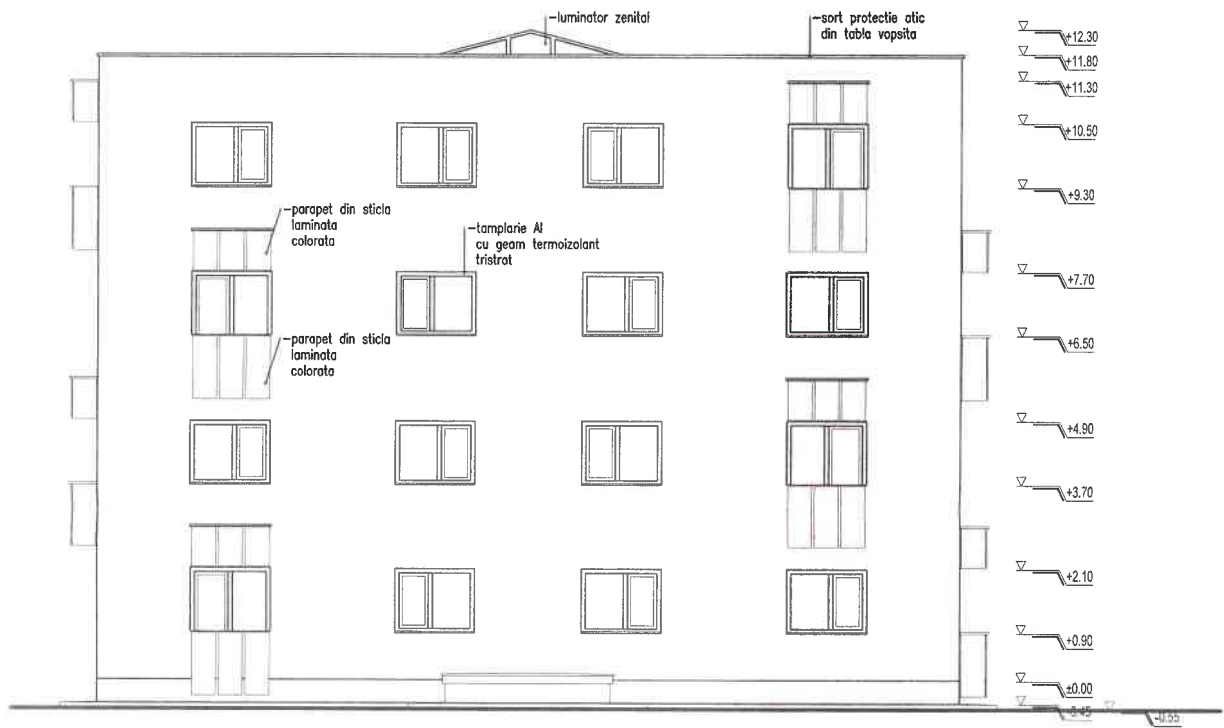 luminator zenital
sort protectie atic
din tabla vopsita
+12.30
+11.80
+11.30
+10.50
+9.30
parapet din sticla
laminata
colorata
tamplarie Al
cu geam termoizolant
tristrat
+7.70
+6.50
parapet din sticla
laminata
colorata
+4.90
+3.70
+2.10
+0.90
±0.00
-0.45
-0.55